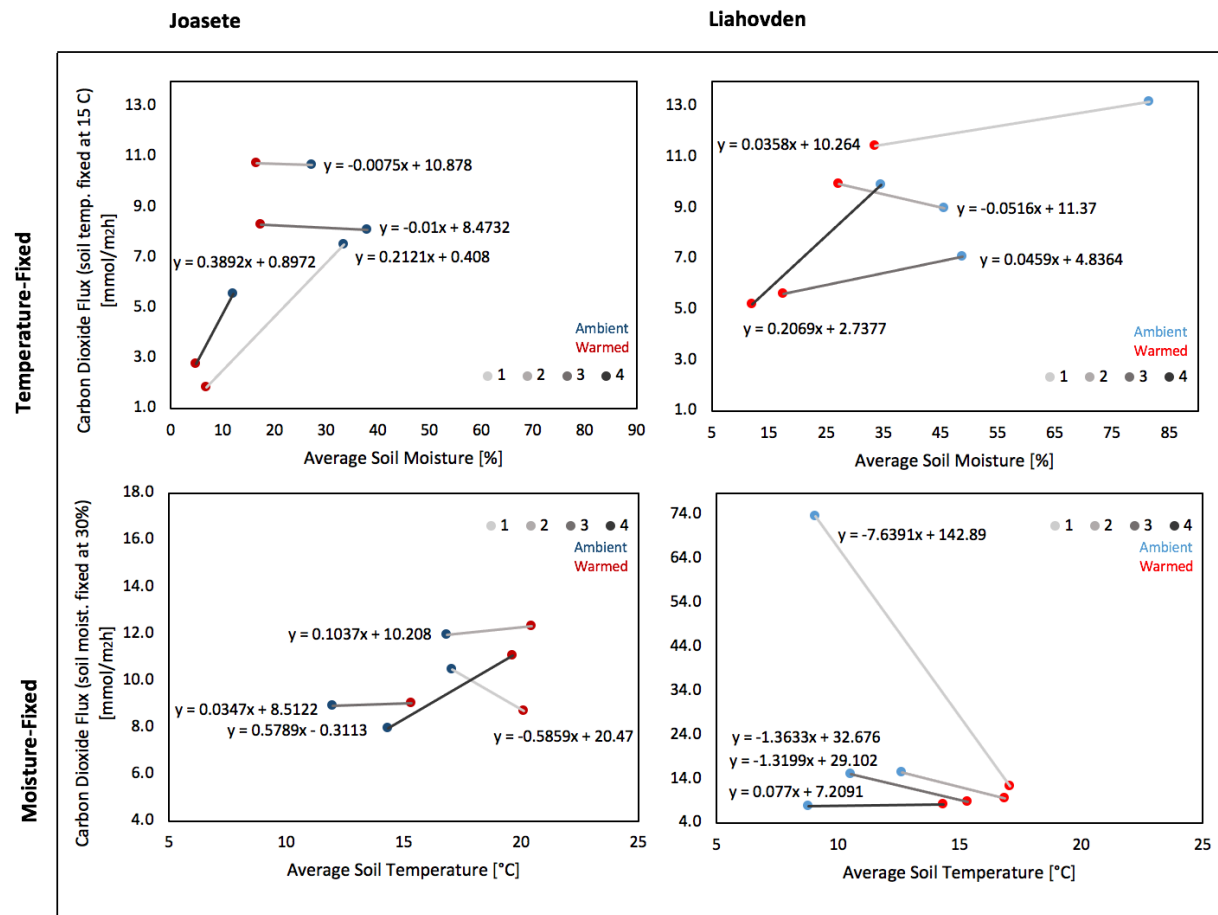 Joasete
Liahovden
Temperature-Fixed
Carbon Dioxide Flux (soil temp. fixed at 15 C)
[mmol/m2h]
13.0
11.0
9.0
7.0
5.0
3.0
1.0
y = -0.0075x + 10.878
y = -0.01x + 8.4732
y = 0.3892x + 0.8972
y = 0.2121x + 0.408
Ambient
Warmed
1 2 3 4
0 10 20 30 40 50 60 70 80 90
Average Soil Moisture [%]
13.0
11.0
9.0
7.0
5.0
3.0
1.0
y = 0.0358x + 10.264
y = -0.0516x + 11.37
y = 0.0459x + 4.8364
y = 0.2069x + 2.7377
Ambient
Warmed
1 2 3 4
5 15 25 35 45 55 65 75 85
Average Soil Moisture [%]
Moisture-Fixed
Carbon Dioxide Flux (soil moist. fixed at 30%)
[mmol/m2h]
18.0
16.0
14.0
12.0
10.0
8.0
6.0
4.0
1 2 3 4
Ambient
Warmed
y = 0.1037x + 10.208
y = 0.0347x + 8.5122
y = 0.5789x - 0.3113
y = -0.5859x + 20.47
5 10 15 20 25
Average Soil Temperature [°C]
74.0
64.0
54.0
44.0
34.0
24.0
14.0
4.0
1 2 3 4
Ambient
Warmed
y = -7.6391x + 142.89
y = -1.3633x + 32.676
y = -1.3199x + 29.102
y = 0.077x + 7.2091
5 10 15 20 25
Average Soil Temperature [°C]